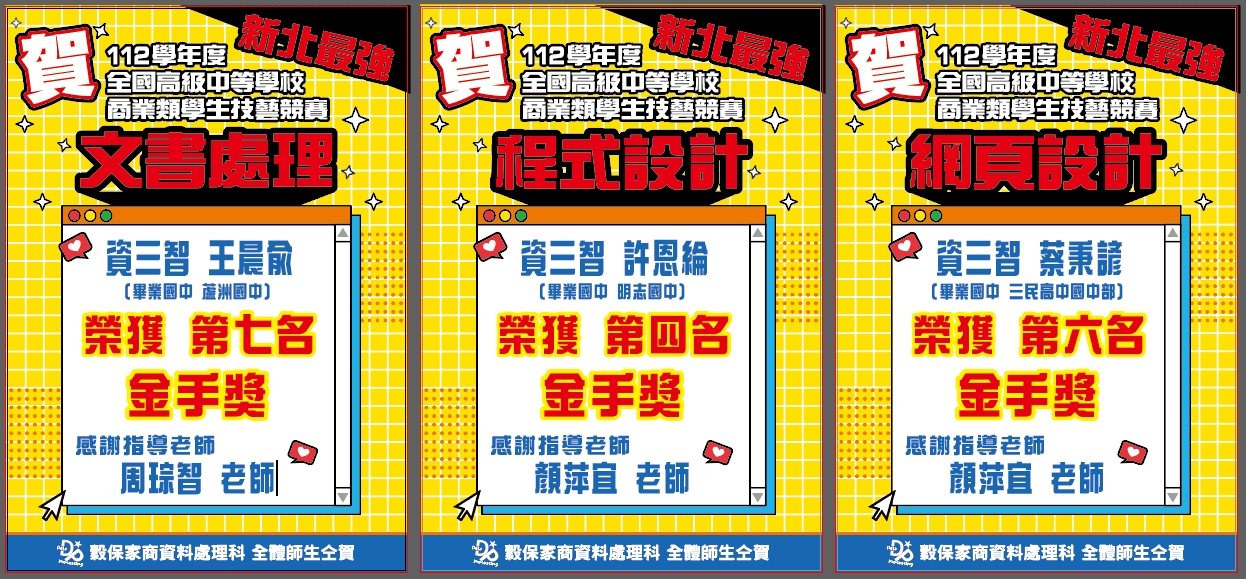 賀
新北最強
112學年度
全國高級中等學校
商業類學生技藝競賽
文書處理
資三智 王晨俞
(畢業國中 蘆洲國中)
榮獲 第七名
金手獎
感謝指導老師
周琮智 老師
穀保家商資料處理科 全體師生仝賀
賀
新北最強
112學年度
全國高級中等學校
商業類學生技藝競賽
程式設計
資三智 許恩綸
(畢業國中 明志國中)
榮獲 第四名
金手獎
感謝指導老師
顏萍宜 老師
穀保家商資料處理科 全體師生仝賀
賀
新北最強
112學年度
全國高級中等學校
商業類學生技藝競賽
網頁設計
資三智 蔡秉諺
(畢業國中 三民高中國中部)
榮獲 第六名
金手獎
感謝指導老師
顏萍宜 老師
穀保家商資料處理科 全體師生仝賀